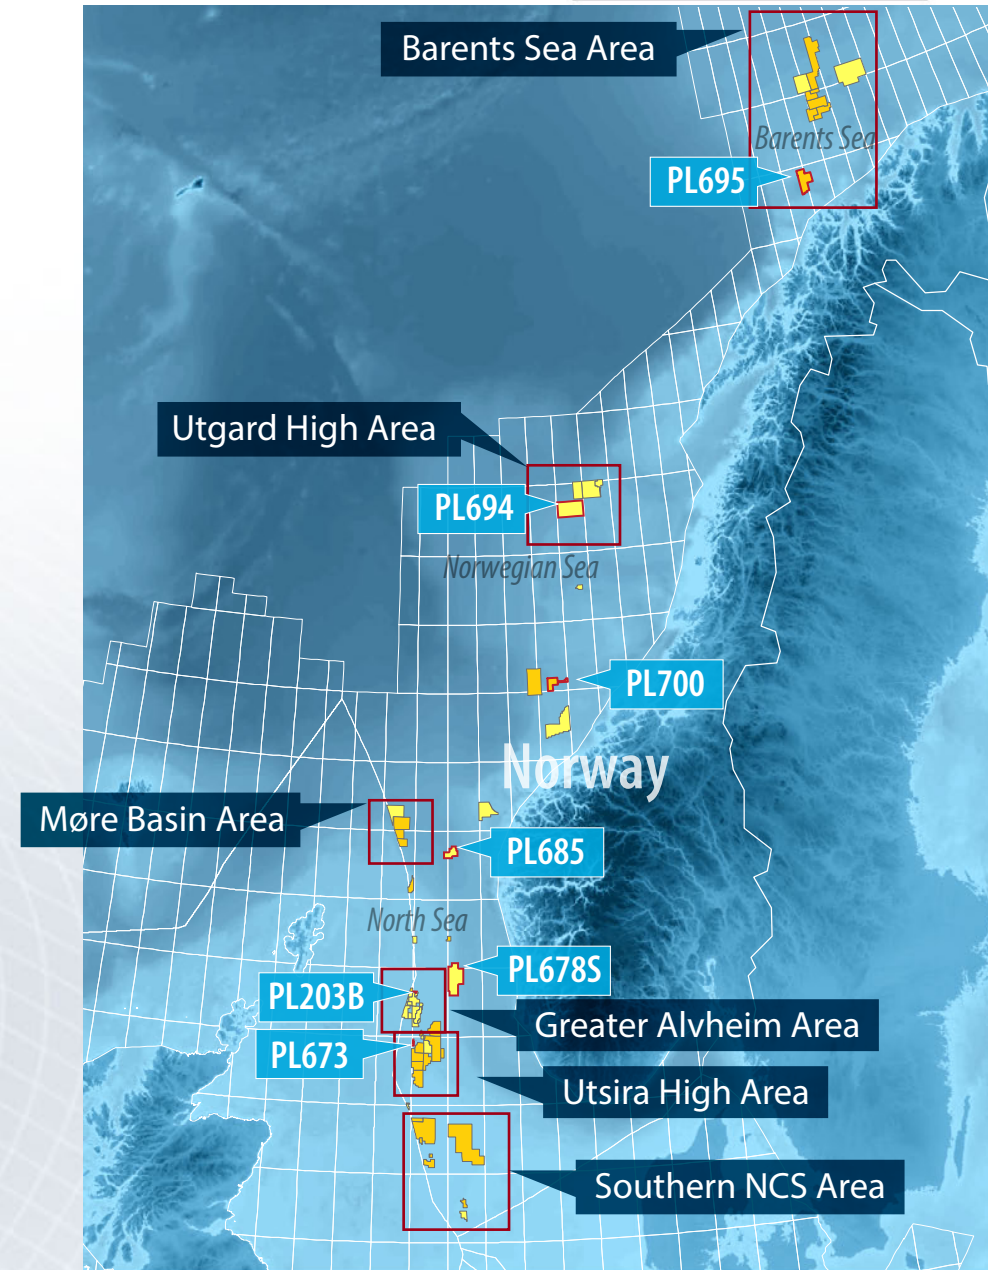 Barents Sea Area
Barents Sea
PL695
Utgard High Area
PL694
Norwegian Sea
PL700
Norway
Møre Basin Area
PL685
North Sea
PL678S
PL203B
Greater Alvheim Area
PL673
Utsira High Area
Southern NCS Area